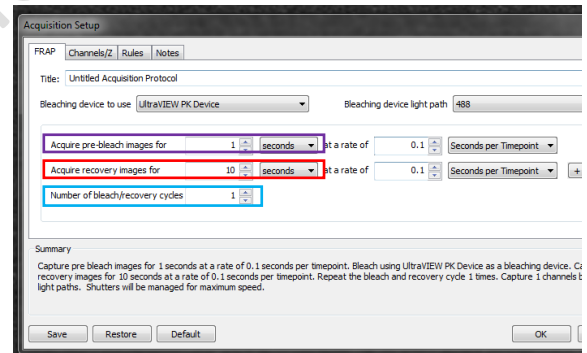 Acquisition Setup
FRAP Channels/Z Rules Notes
Title: Untitled Acquisition Protocol
Bleaching device to use UltraVIEW PK Device Bleaching device light path 488
Acquire pre-bleach images for 1 seconds at a rate of 0.1 Seconds per Timepoint
Acquire recovery images for 10 seconds at a rate of 0.1 Seconds per Timepoint +
Number of bleach/recovery cycles 1
Summary
Capture pre bleach images for 1 seconds at a rate of 0.1 seconds per timepoint. Bleach using UltraVIEW PK Device as a bleaching device.
recovery images for 10 seconds at a rate of 0.1 seconds per timepoint. Repeat the bleach and recovery cycle 1 times. Capture 1 channels
light paths. Shutters will be managed for maximum speed.
Save Restore Default OK